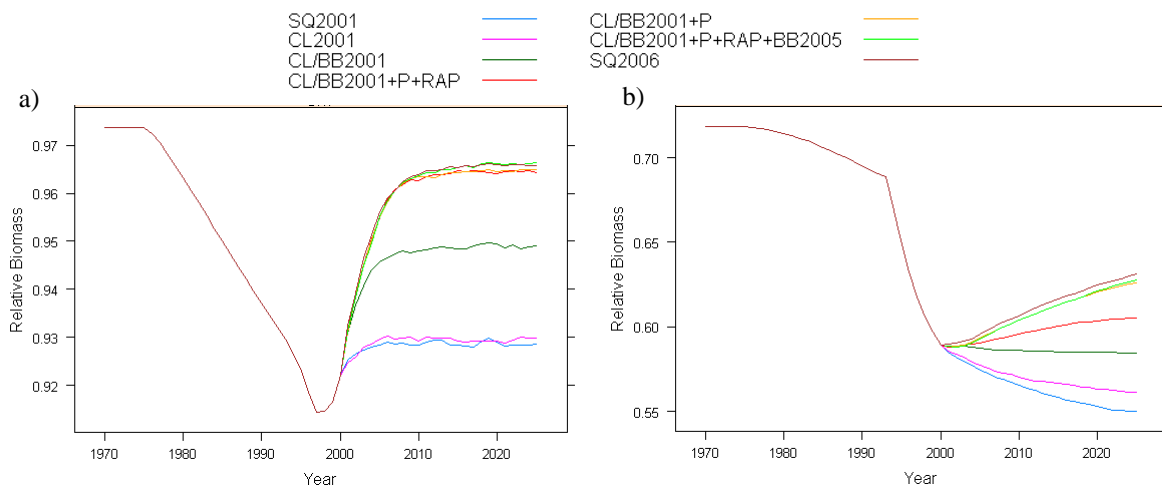 SQ2001
CL2001
CL/BB2001
CL/BB2001+P+RAP
CL/BB2001+P
CL/BB2001+P+RAP+BB2005
SQ2006
a)
0.97
0.96
0.95
0.94
0.93
0.92
Relative Biomass
1970 1980 1990 2000 2010 2020
Year
b)
0.70
0.65
0.60
0.55
Relative Biomass
1970 1980 1990 2000 2010 2020
Year